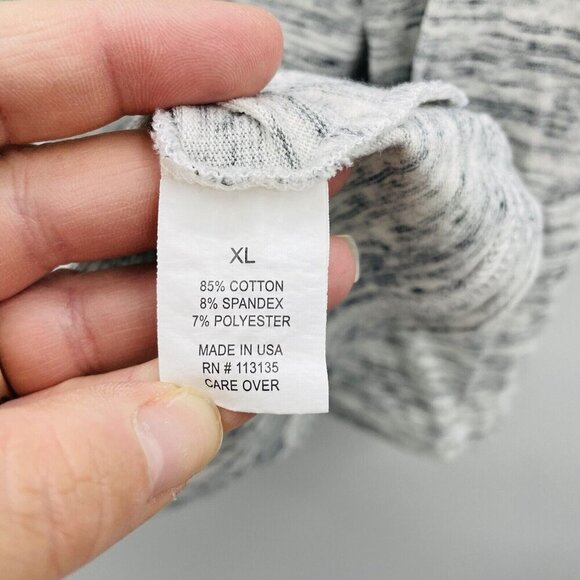 XL
85% COTTON
8% SPANDEX
7% POLYESTER
MADE IN USA
RN # 113135
CARE OVER